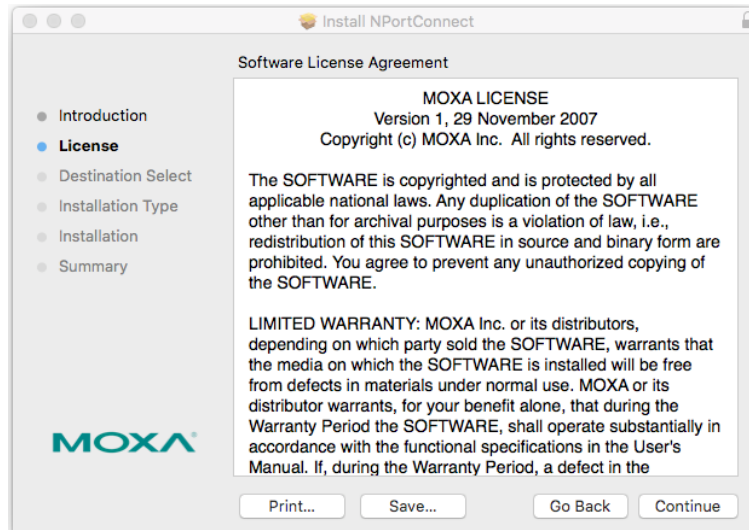 Install NPortConnect
Software License Agreement
Introduction
License
Destination Select
Installation Type
Installation
Summary
MOXA LICENSE
Version 1, 29 November 2007
Copyright (c) MOXA Inc.  All rights reserved.
The SOFTWARE is copyrighted and is protected by all
applicable national laws. Any duplication of the SOFTWARE
other than for archival purposes is a violation of law, i.e.,
redistribution of this SOFTWARE in source and binary form are
prohibited. You agree to prevent any unauthorized copying of
the SOFTWARE.
LIMITED WARRANTY: MOXA Inc. or its distributors,
depending on which party sold the SOFTWARE, warrants that
the media on which the SOFTWARE is installed will be free
from defects in materials under normal use. MOXA or its
distributor warrants, for your benefit alone, that during the
Warranty Period the SOFTWARE, shall operate substantially in
accordance with the functional specifications in the User's
Manual. If, during the Warranty Period, a defect in the
MOXA
Print...
Save...
Go Back
Continue